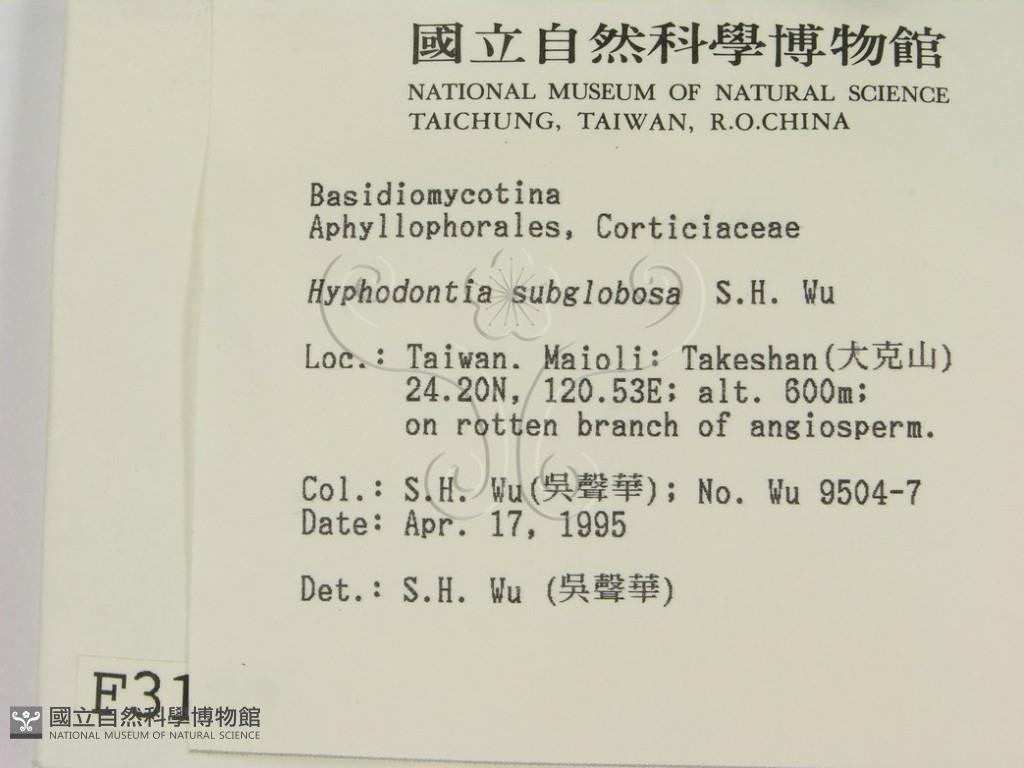 國立自然科學博物館
NATIONAL MUSEUM OF NATURAL SCIENCE
TAICHUNG, TAIWAN, R.O.CHINA
Basidiomycotina
Aphyllophorales, Corticiaceae
Hyphodontia subglobosa S.H. Wu
Loc.: Taiwan. Maioli: Takeshan(大克山)
24.20N, 120.53E; alt. 600m;
on rotten branch of angiosperm.
Col.: S.H. Wu(吳聲華); No. Wu 9504-7
Date: Apr. 17, 1995
Det.: S.H. Wu (吳聲華)
F31
國立自然科學博物館
NATIONAL MUSEUM OF NATURAL SCIENCE